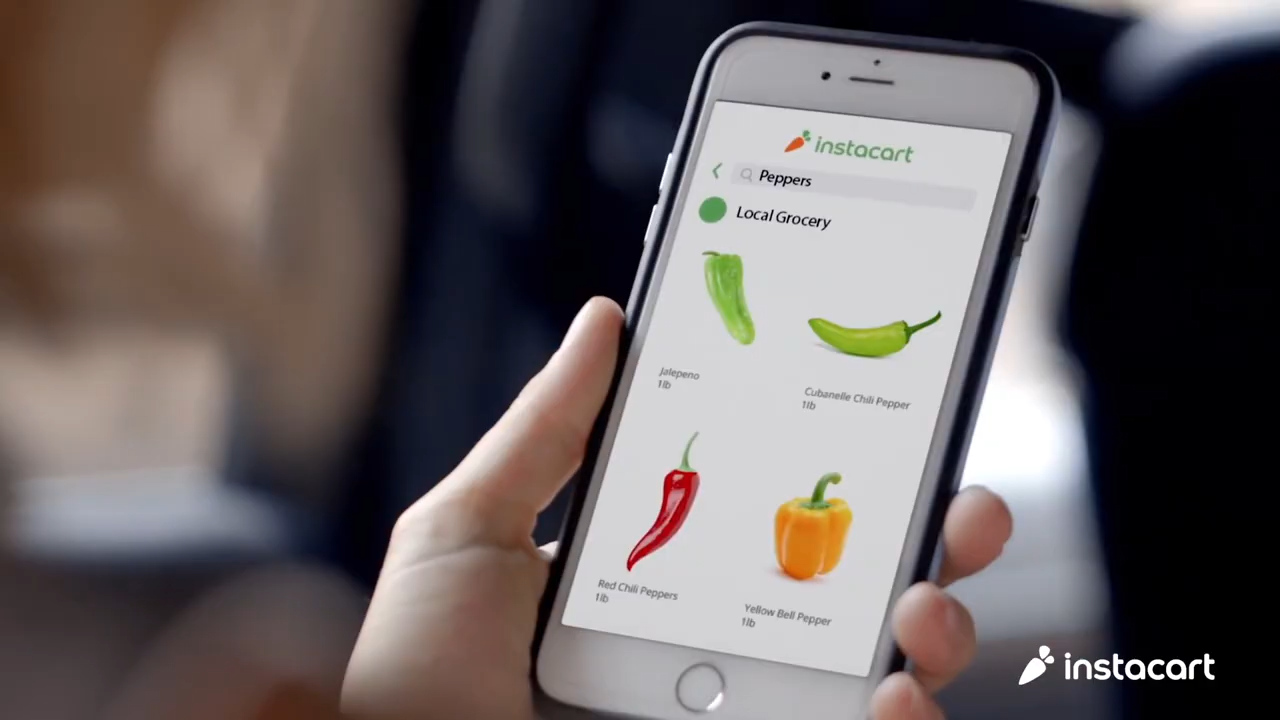 instacart
Peppers
Local Grocery
Jalepeno
1lb
Cubanelle Chili Pepper
1lb
Red Chili Peppers
1lb
Yellow Bell Pepper
1lb
instacart